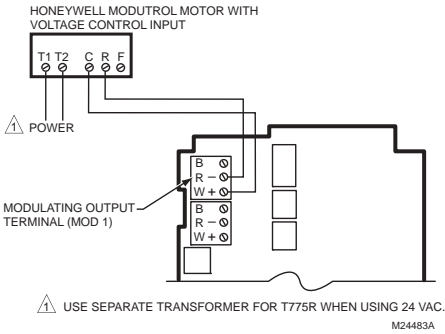 HONEYWELL MODUTROL MOTOR WITH
VOLTAGE CONTROL INPUT
T1 T2 C R F
1 POWER
B
R –
W +
MODULATING OUTPUT
TERMINAL (MOD 1)
B
R –
W +
1 USE SEPARATE TRANSFORMER FOR T775R WHEN USING 24 VAC.
M24483A